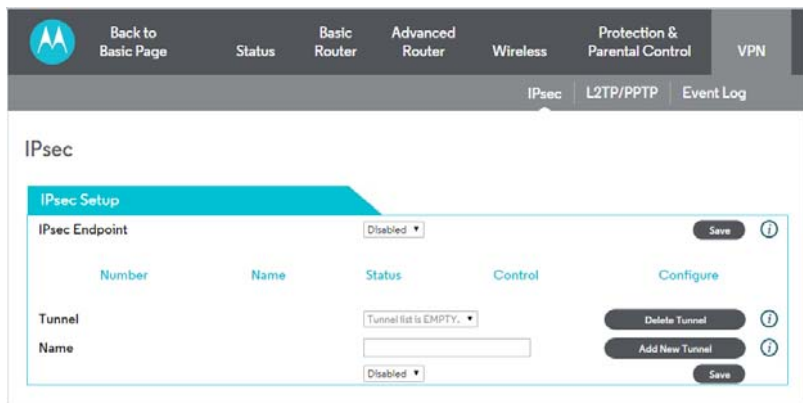 Back to Basic Page
Status
Basic Router
Advanced Router
Wireless
Protection & Parental Control
VPN
IPsec
L2TP/PPTP
Event Log
IPsec
IPsec Setup
IPsec Endpoint
Disabled
Save
Number
Name
Status
Control
Configure
Tunnel
Tunnel list is EMPTY.
Delete Tunnel
Name
Add New Tunnel
Disabled
Save